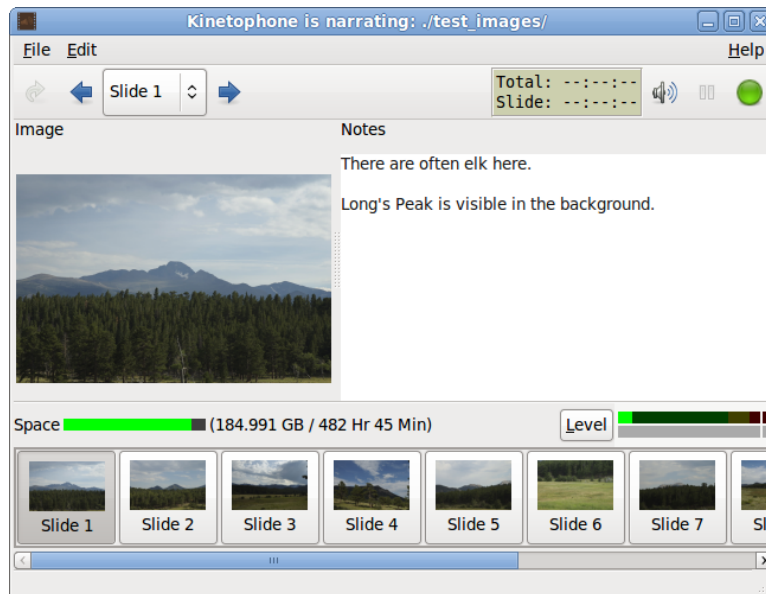 Kinetophone is narrating: ./test_images/
File Edit Help
Slide 1
Total: --:--:--
Slide: --:--:--
Image Notes
There are often elk here.
Long's Peak is visible in the background.
Space (184.991 GB / 482 Hr 45 Min) Level
Slide 1 Slide 2 Slide 3 Slide 4 Slide 5 Slide 6 Slide 7 Sl